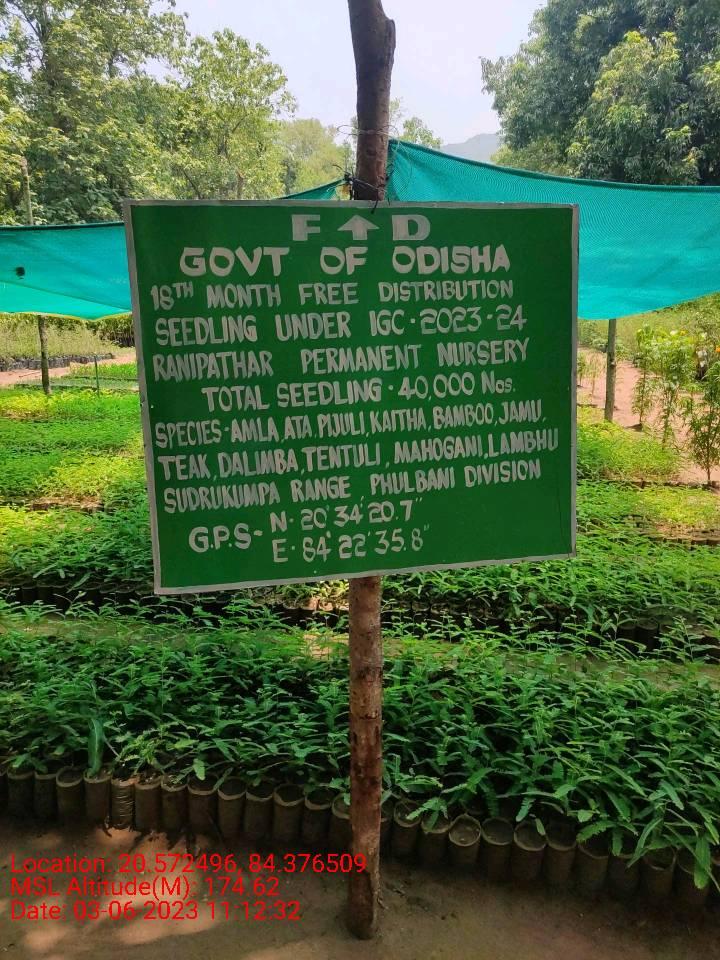 F ↑ D
GOVT OF ODISHA
18TH MONTH FREE DISTRIBUTION
SEEDLING UNDER IGC-2023-24
RANIPATHAR PERMANENT NURSERY
TOTAL SEEDLING-40,000 Nos.
SPECIES-AMLA,ATA,PIJULI,KAITHA,BAMBOO,JAMU,
TEAK,DALIMBA,TENTULI,MAHOGANI,LAMBHU
SUDRUKUMPA RANGE, PHULBANI DIVISION
G.P.S- N-20°34'20.7"
E-84°22'35.8"
Location: 20.572496, 84.376509
MSL Altitude(M): 174.62
Date: 03-06-2023 11:12:32